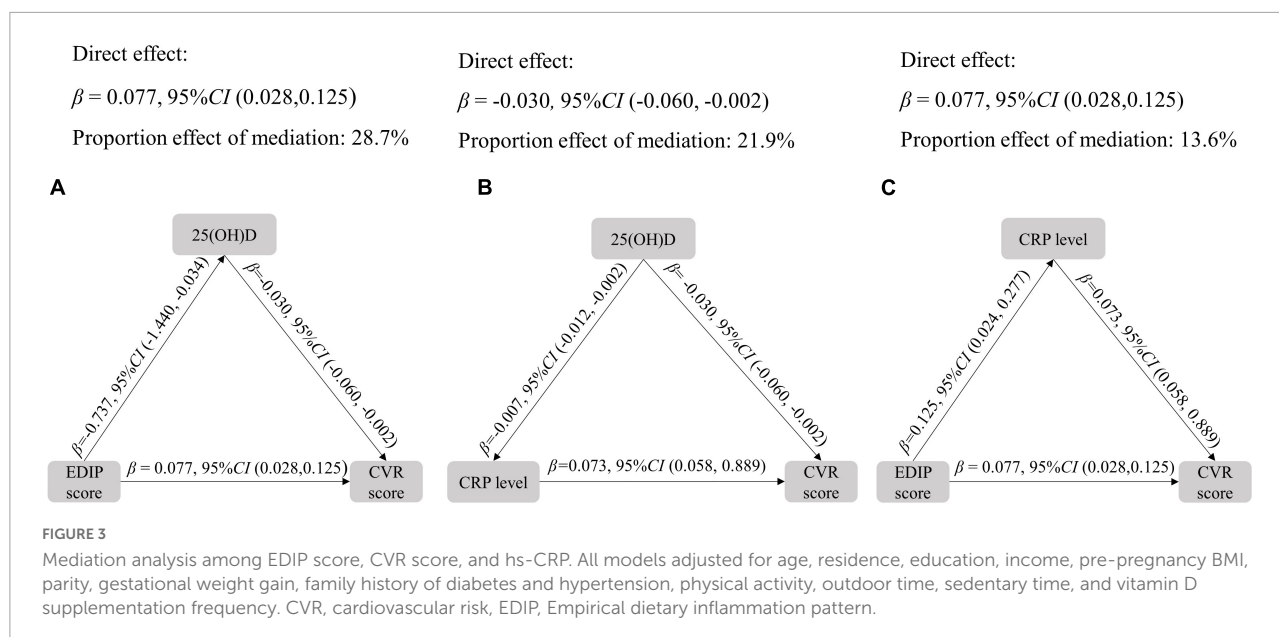 Direct effect:
β = 0.077, 95%CI (0.028,0.125)
Proportion effect of mediation: 28.7%
Direct effect:
β = -0.030, 95%CI (-0.060, -0.002)
Proportion effect of mediation: 21.9%
Direct effect:
β = 0.077, 95%CI (0.028,0.125)
Proportion effect of mediation: 13.6%
A
25(OH)D
β=-0.737, 95%CI (-1.440, -0.034)
β=-0.030, 95%CI (-0.060, -0.002)
EDIP
score
β = 0.077, 95%CI (0.028,0.125)
CVR
score
B
25(OH)D
β=-0.007, 95%CI (-0.012, -0.002)
β= -0.030, 95%CI (-0.060, -0.002)
CRP level
β=0.073, 95%CI (0.058, 0.889)
CVR
score
C
CRP level
β=0.125, 95%CI (0.024, 0.277)
β=0.073, 95%CI (0.058, 0.889)
EDIP
score
β = 0.077, 95%CI (0.028,0.125)
CVR
score
FIGURE 3
Mediation analysis among EDIP score, CVR score, and hs-CRP. All models adjusted for age, residence, education, income, pre-pregnancy BMI,
parity, gestational weight gain, family history of diabetes and hypertension, physical activity, outdoor time, sedentary time, and vitamin D
supplementation frequency. CVR, cardiovascular risk, EDIP, Empirical dietary inflammation pattern.